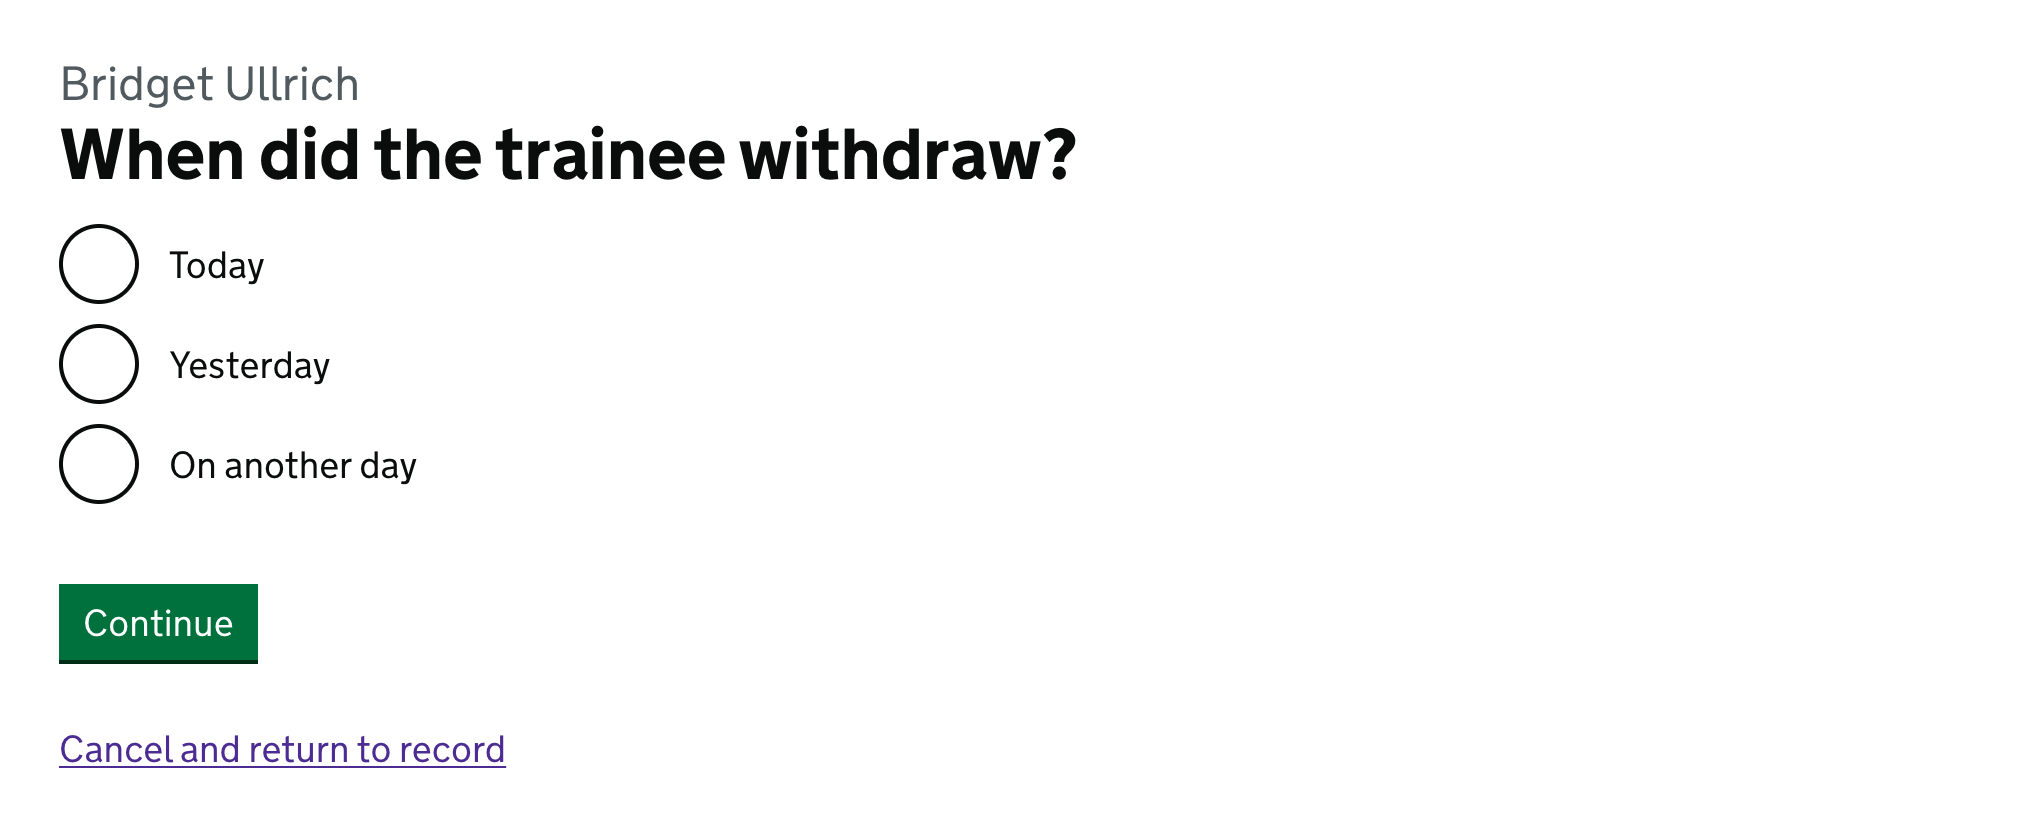 Bridget Ullrich
When did the trainee withdraw?
Today
Yesterday
On another day
Continue
Cancel and return to record